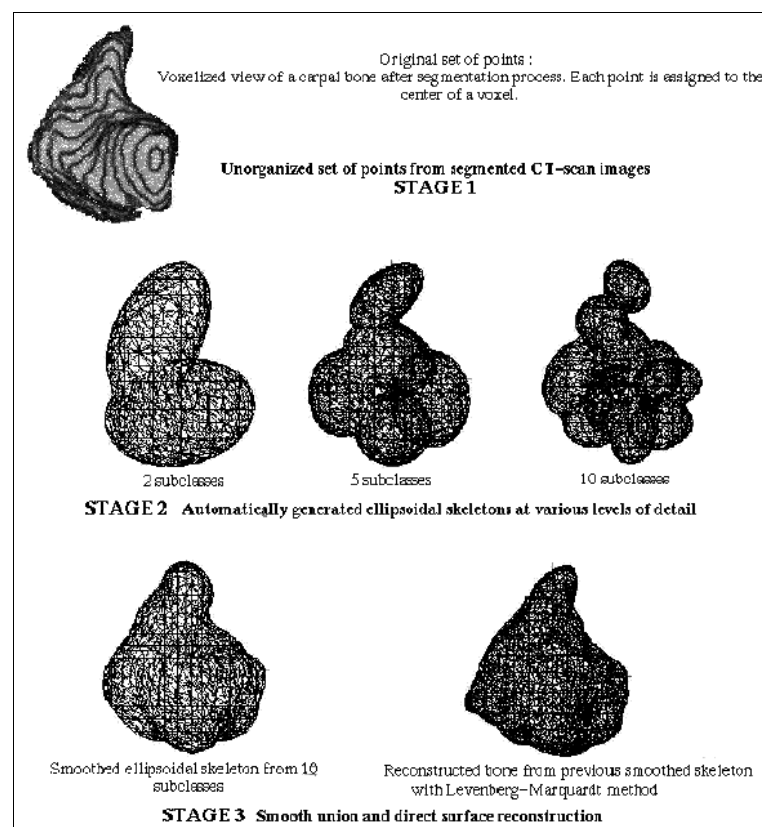 Original set of points :
Voxelized view of a carpal bone after segmentation process. Each point is assigned to the
center of a voxel.
Unorganized set of points from segmented CT-scan images
STAGE 1
2 subclasses
5 subclasses
10 subclasses
STAGE 2 Automatically generated ellipsoidal skeletons at various levels of detail
Smoothed ellipsoidal skeleton from 10
subclasses
Reconstructed bone from previous smoothed skeleton
with Levenberg-Marquardt method
STAGE 3 Smooth union and direct surface reconstruction